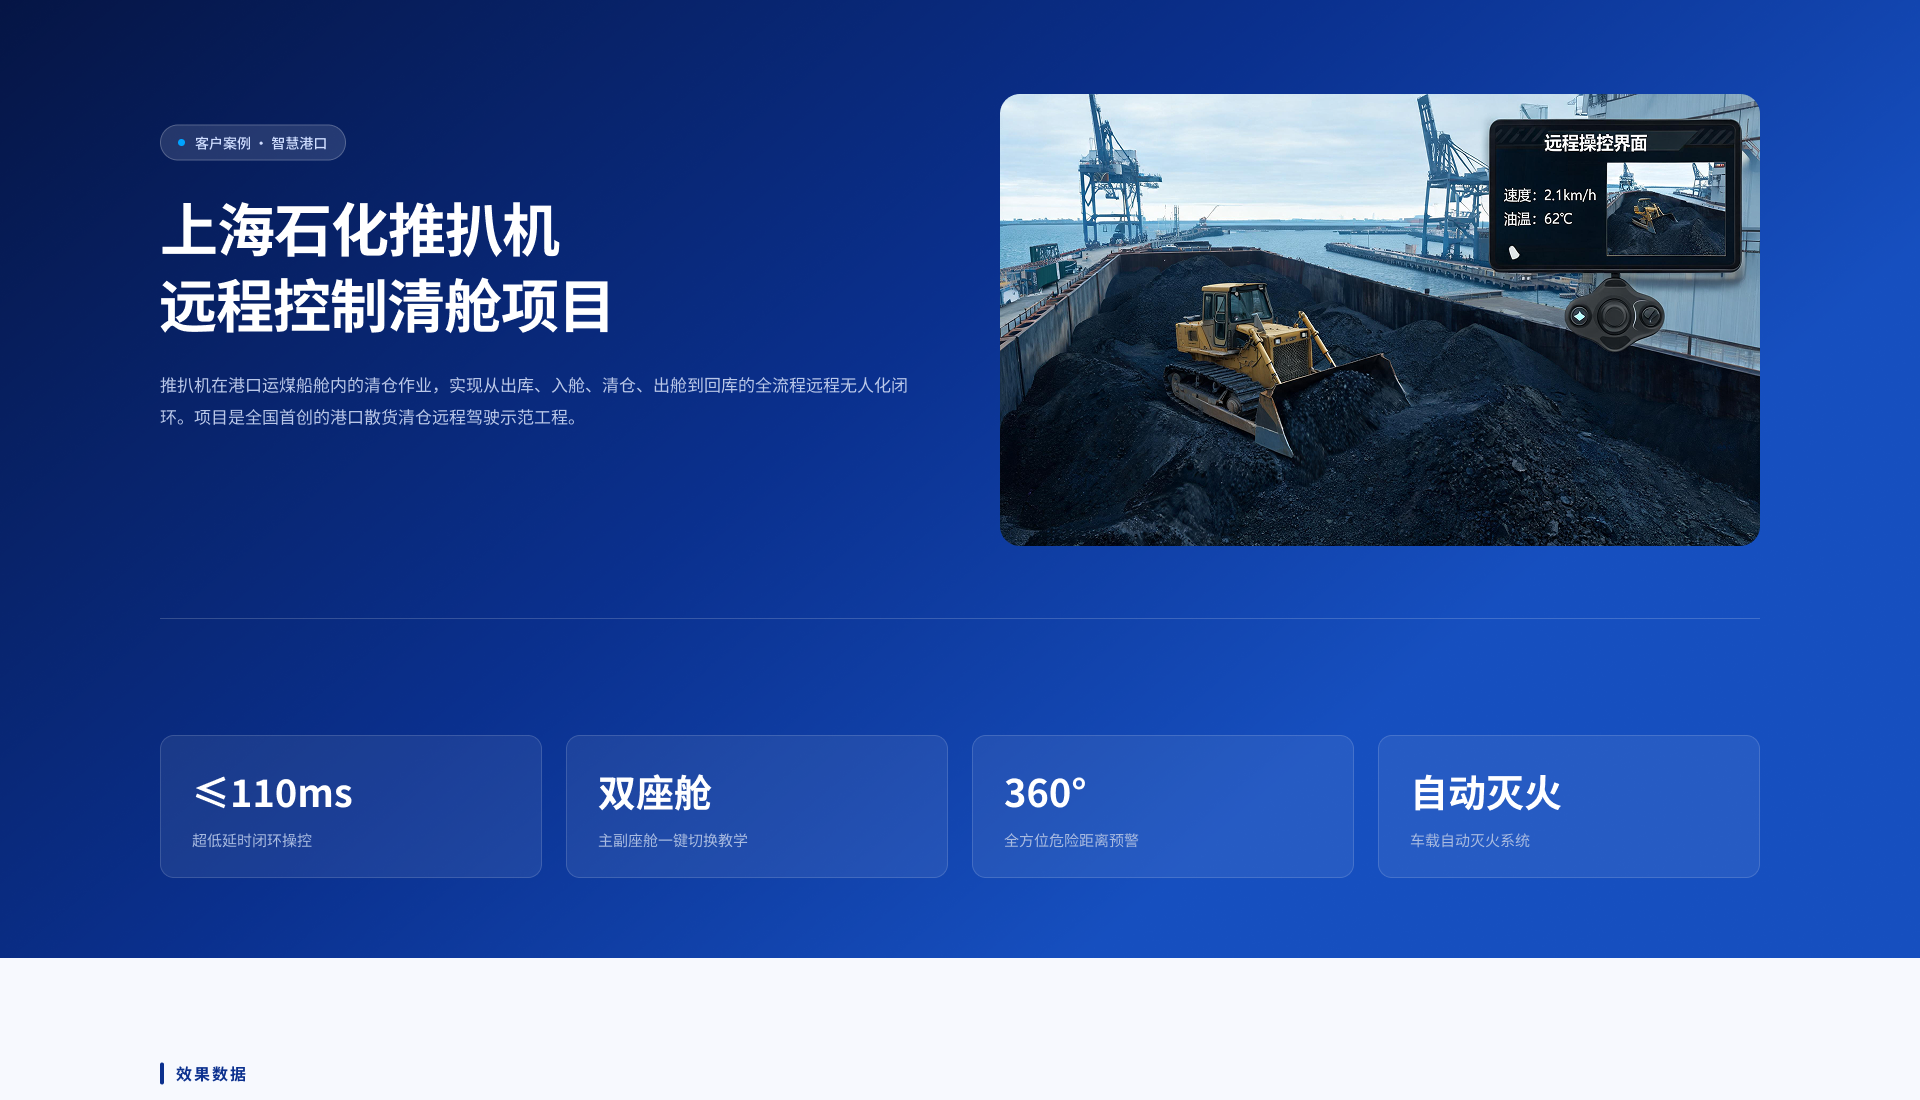 客户案例 · 智慧港口
上海石化推扒机
远程控制清舱项目
推扒机在港口运煤船舱内的清仓作业，实现从出库、入舱、清仓、出舱到回库的全流程远程无人化闭
环。项目是全国首创的港口散货清仓远程驾驶示范工程。
远程操控界面
速度：2.1km/h
油温：62℃
≤110ms
超低延时闭环操控
双座舱
主副座舱一键切换教学
360°
全方位危险距离预警
自动灭火
车载自动灭火系统
效果数据